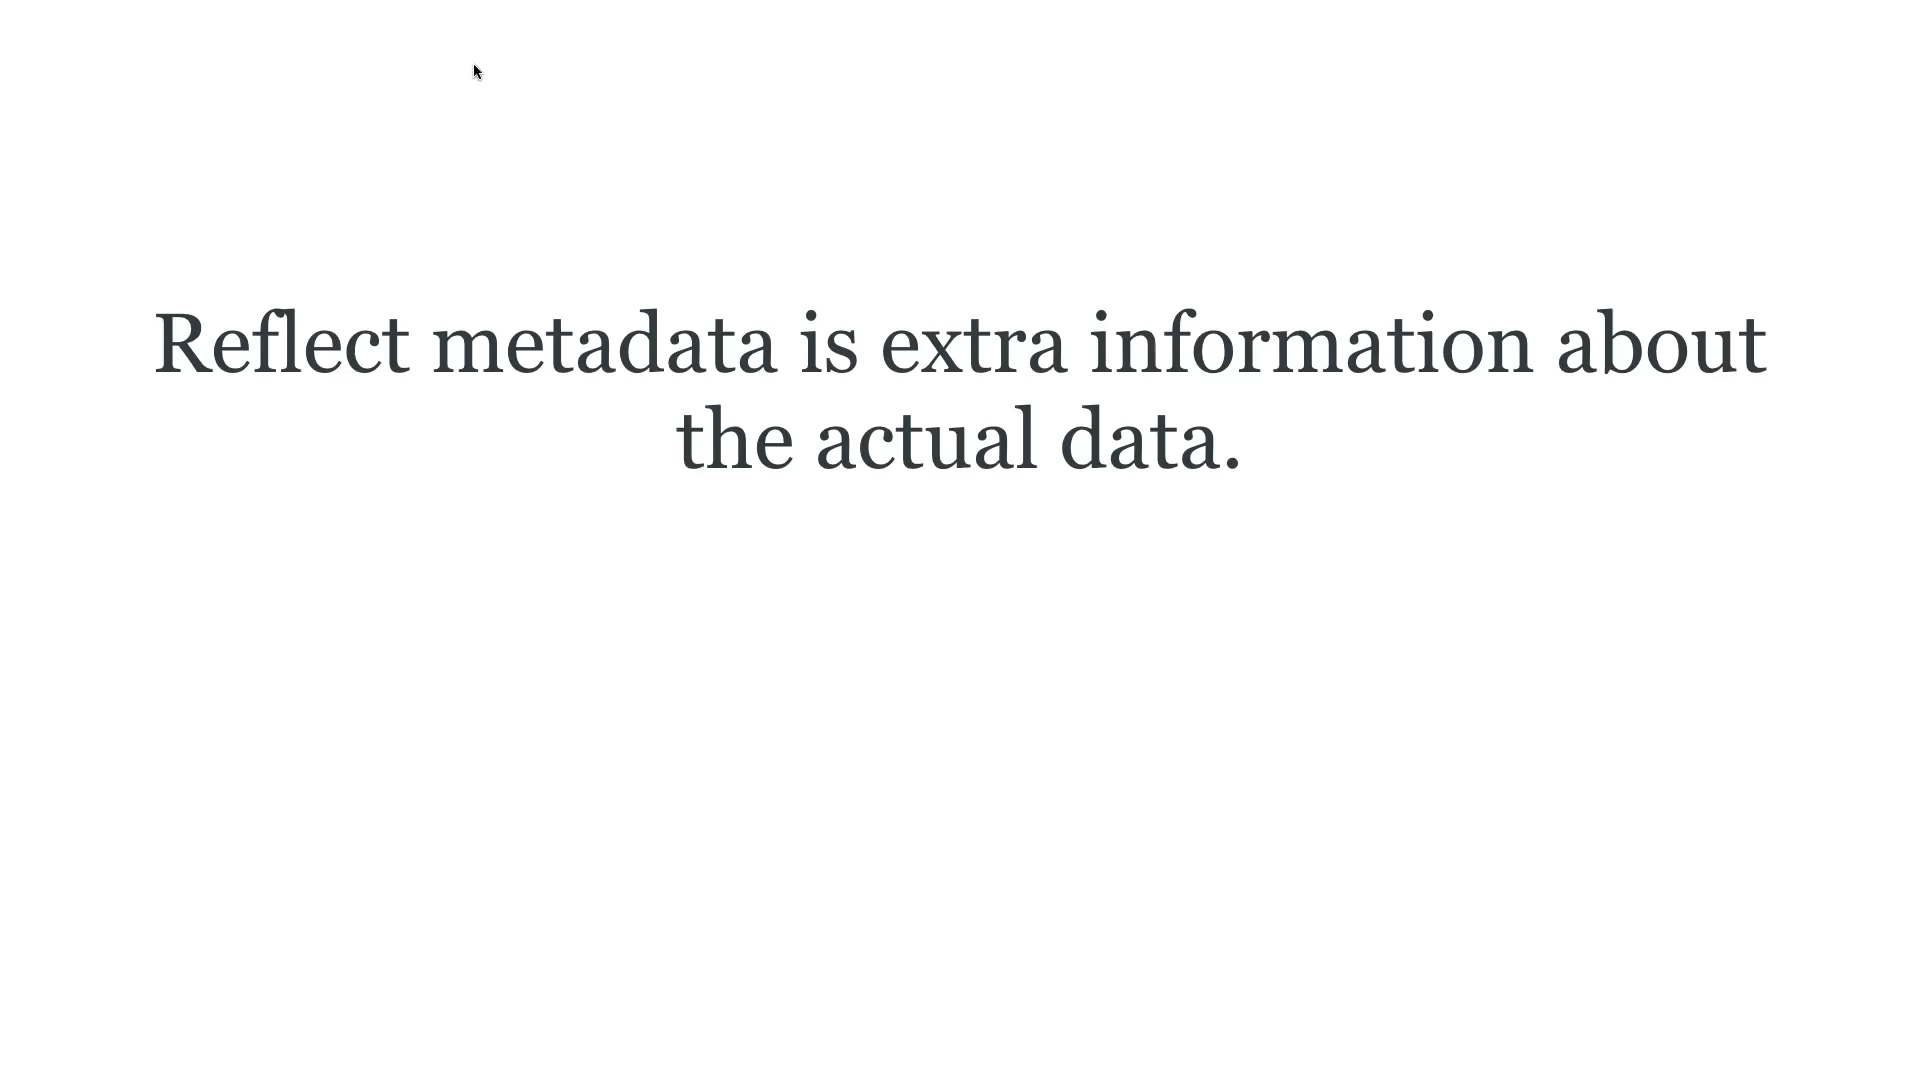 Reflect metadata is extra information about
the actual data.